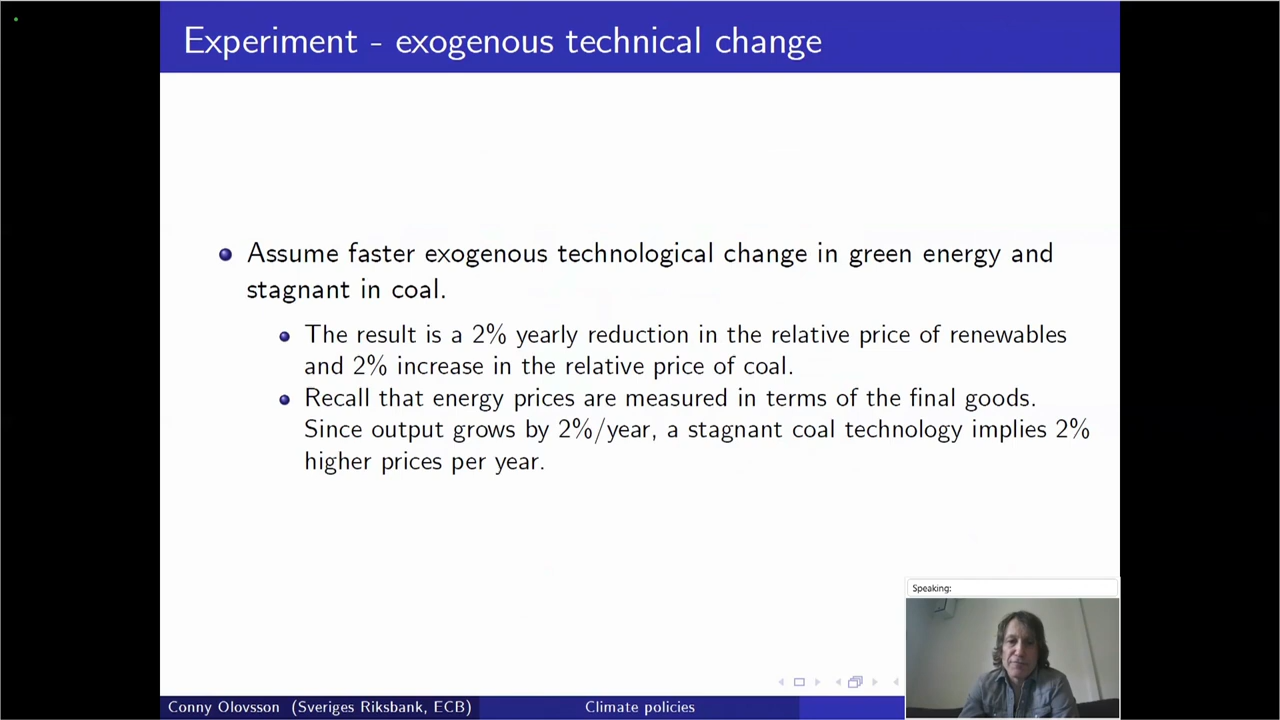 Experiment - exogenous technical change
Assume faster exogenous technological change in green energy and
stagnant in coal.
The result is a 2% yearly reduction in the relative price of renewables
and 2% increase in the relative price of coal.
Recall that energy prices are measured in terms of the final goods.
Since output grows by 2%/year, a stagnant coal technology implies 2%
higher prices per year.
Speaking:
Conny Olovsson (Sveriges Riksbank, ECB)
Climate policies